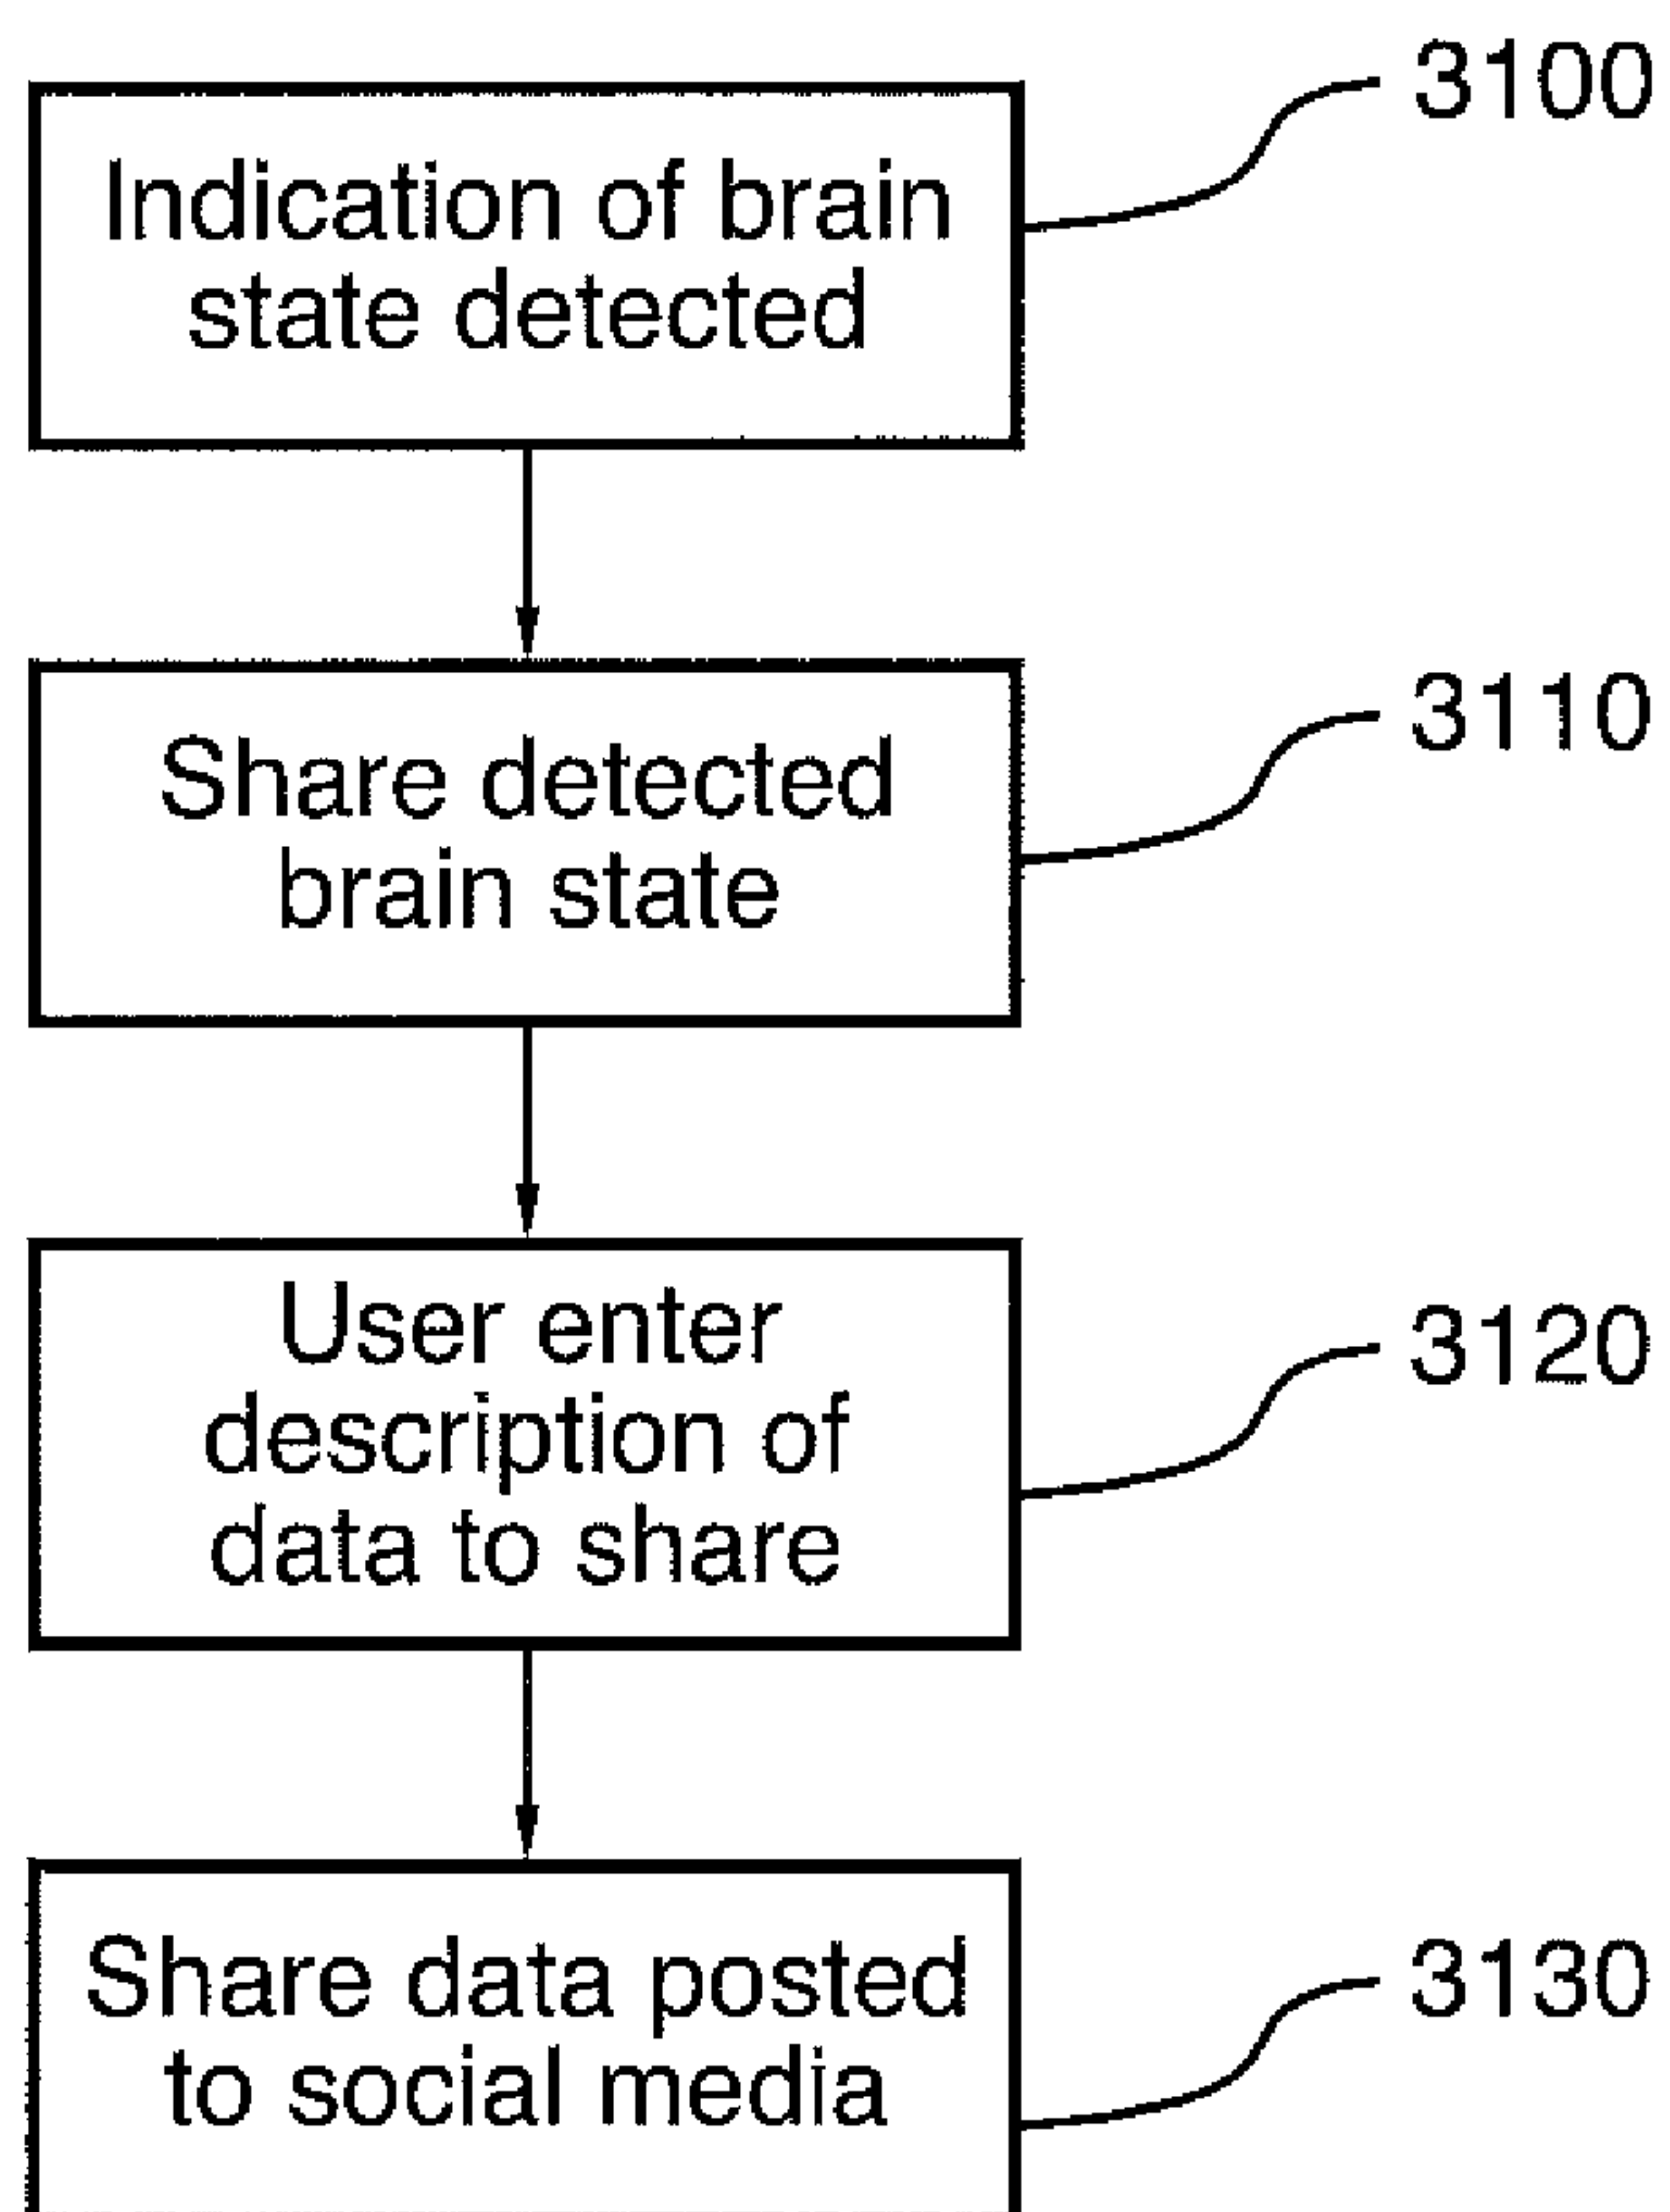 Indication of brain
state detected
3100
Share detected
brain state
3110
User enter
description of
data to share
3120
Share data posted
to social media
3130